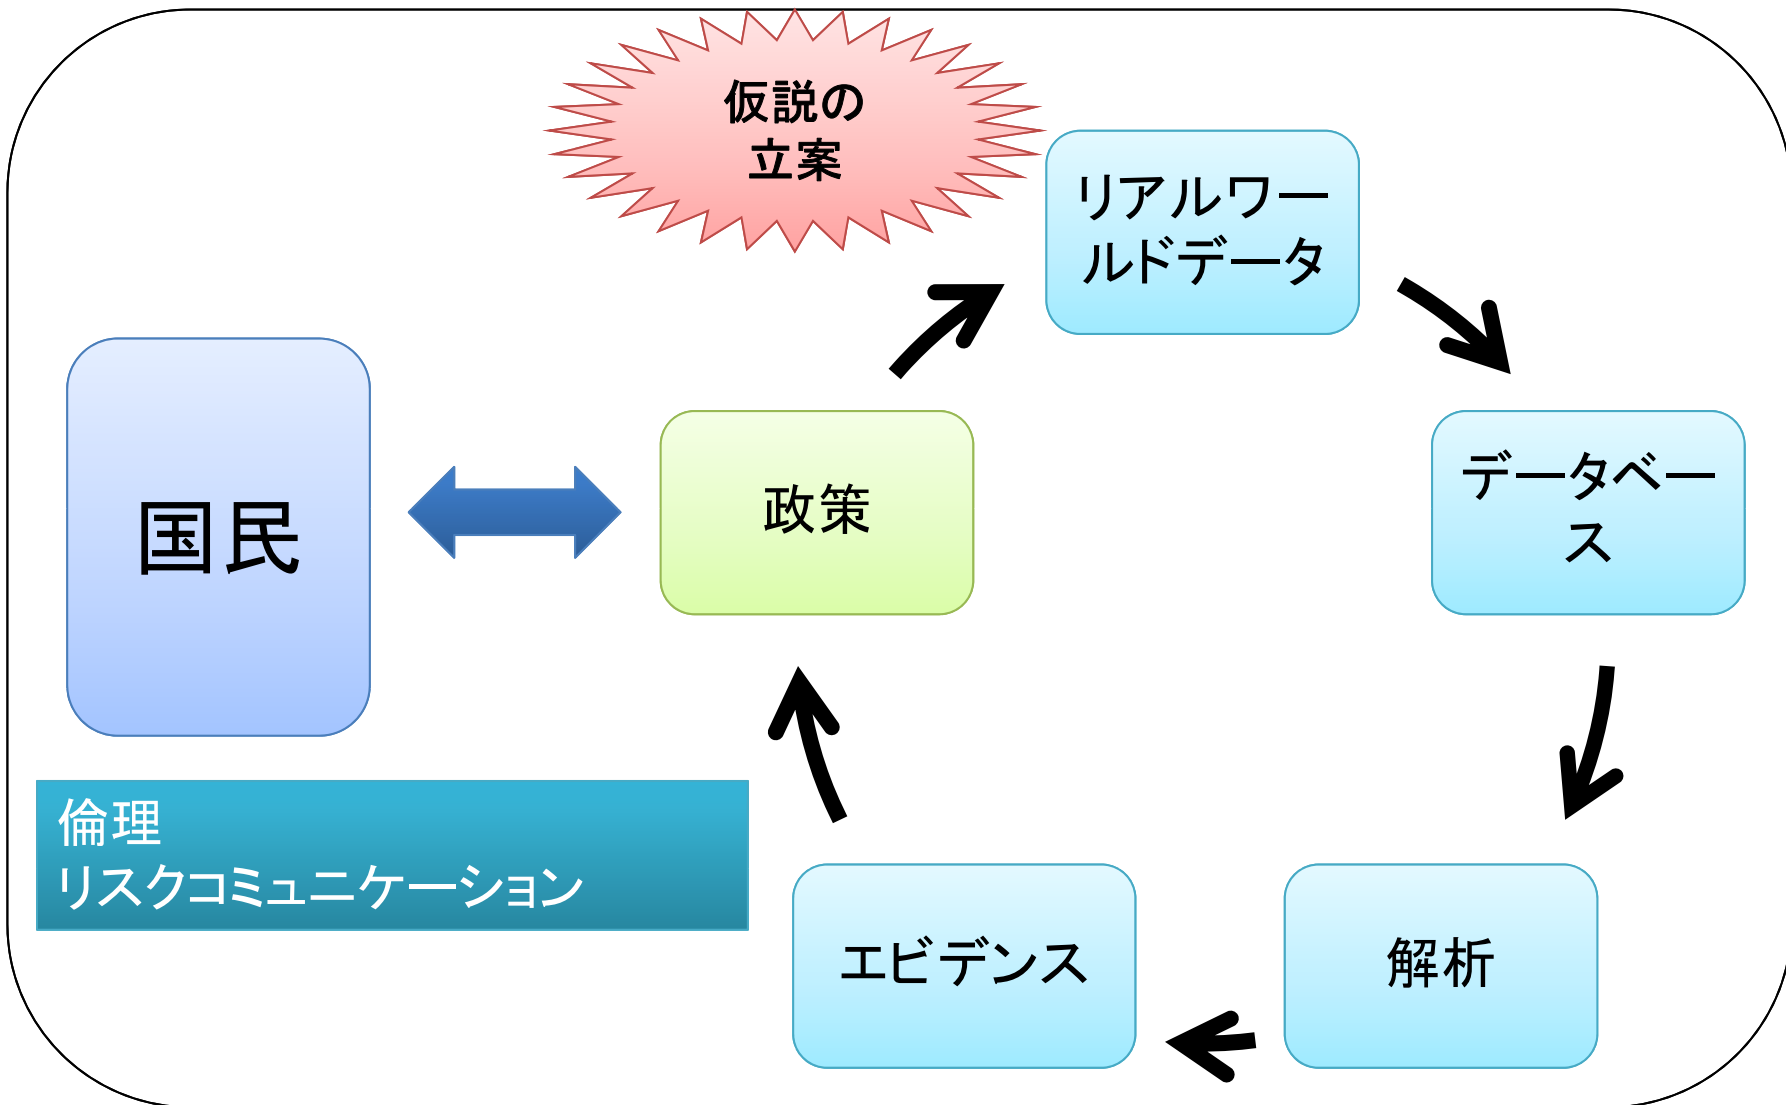 仮説の
立案
リアルワー
ルドデータ
国民
政策
データベー
ス
倫理
リスクコミュニケーション
エビデンス
解析